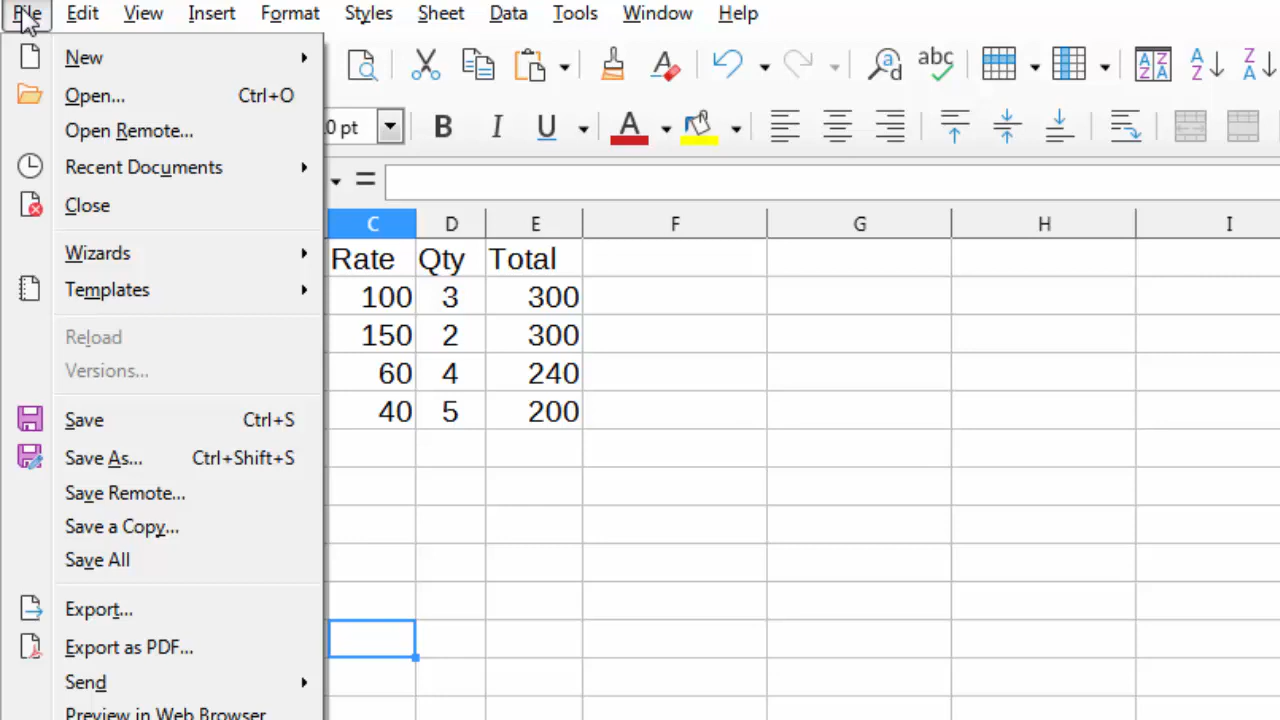 File Edit View Insert Format Styles Sheet Data Tools Window Help
New
Open... Ctrl+O
Open Remote...
Recent Documents
Close
Wizards
Templates
Reload
Versions...
Save Ctrl+S
Save As... Ctrl+Shift+S
Save Remote...
Save a Copy...
Save All
Export...
Export as PDF...
Send
Preview in Web Browser
abc
A Z
A Z
Z A
pt B I U A
=
C D E F G H I
Rate Qty Total
100 3 300
150 2 300
60 4 240
40 5 200